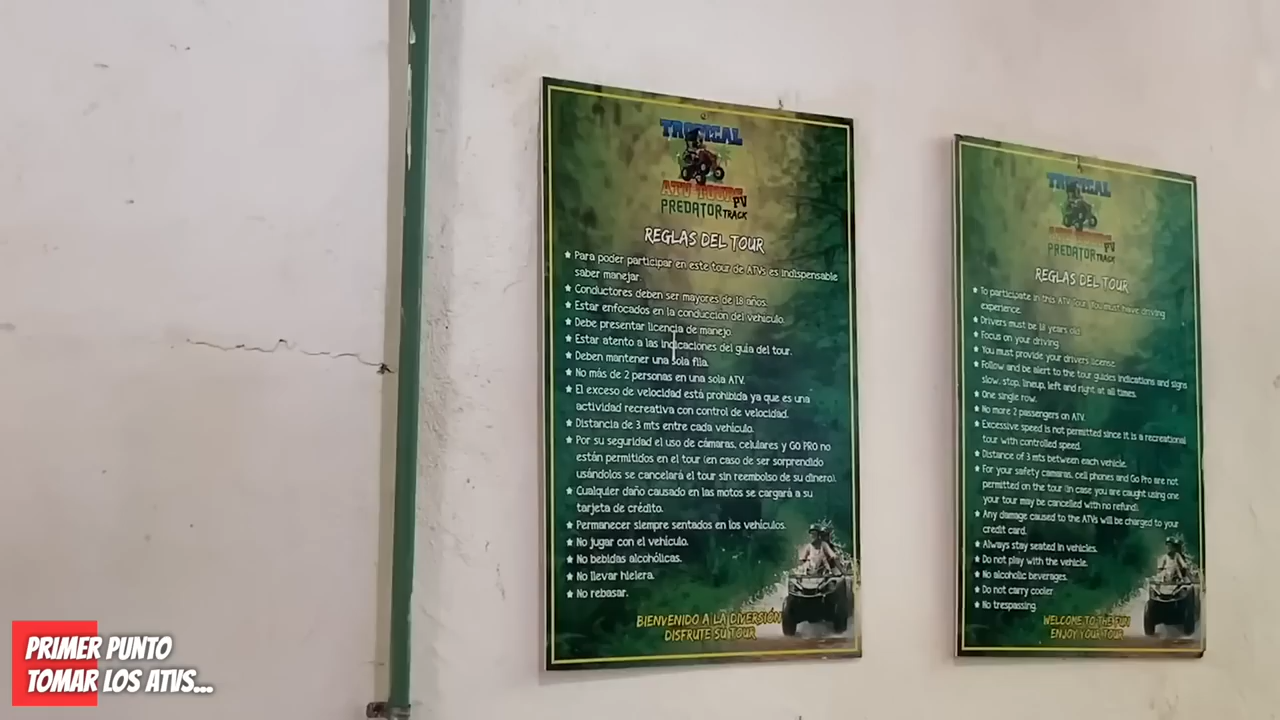 TROPICAL
ATV TOURS PV
PREDATOR TRACK
REGLAS DEL TOUR
★ Para poder participar en este tour de ATVs es indispensable
saber manejar.
★ Conductores deben ser mayores de 18 años.
★ Estar enfocados en la conducción del vehículo.
★ Debe presentar licencia de manejo.
★ Estar atento a las indicaciones del guía del tour.
★ Deben mantener una sola fila.
★ No más de 2 personas en una sola ATV.
★ El exceso de velocidad está prohibida ya que es una
actividad recreativa con control de velocidad.
★ Distancia de 3 mts entre cada vehículo.
★ Por su seguridad el uso de cámaras, celulares y GO PRO no
están permitidos en el tour (en caso de ser sorprendido
usándolos se cancelará el tour sin reembolso de su dinero).
★ Cualquier daño causado en las motos se cargará a su
tarjeta de crédito.
★ Permanecer siempre sentados en los vehículos.
★ No jugar con el vehículo.
★ No bebidas alcohólicas.
★ No llevar hielera.
★ No rebasar.
BIENVENIDO A LA DIVERSIÓN
DISFRUTE SU TOUR
TROPICAL
ATV TOURS PV
PREDATOR TRACK
REGLAS DEL TOUR
★ To participate in this ATV Tour, You must have driving
experience.
★ Drivers must be 18 years old.
★ Focus on your driving
★ You must provide your drivers license.
★ Follow and be alert to the tour guides indications and signs
slow, stop, lineup, left and right at all times.
★ One single row.
★ No more 2 passengers on ATV.
★ Excessive speed is not permitted since it is a recreational
tour with controlled speed.
★ Distance of 3 mts between each vehicle.
★ For your safety camaras, cell phones and Go Pro are not
permitted on the tour (in case you are caught using one
your tour may be cancelled with no refund).
★ Any damage caused to the ATVs will be charged to your
credit card.
★ Always stay seated in vehicles.
★ Do not play with the vehicle.
★ No alcoholic beverages.
★ Do not carry cooler
★ No trespassing
WELCOME TO THE FUN
ENJOY YOUR TOUR
PRIMER PUNTO
TOMAR LOS ATVS...